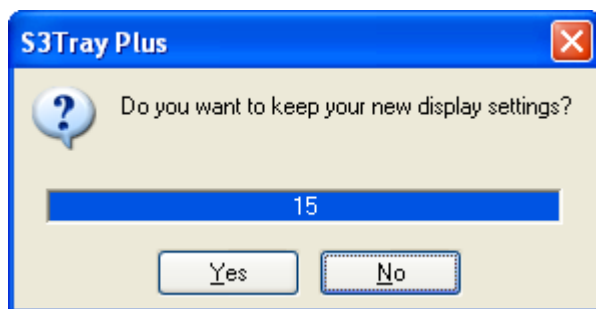 S3Tray Plus
Do you want to keep your new display settings?
15
Yes
No